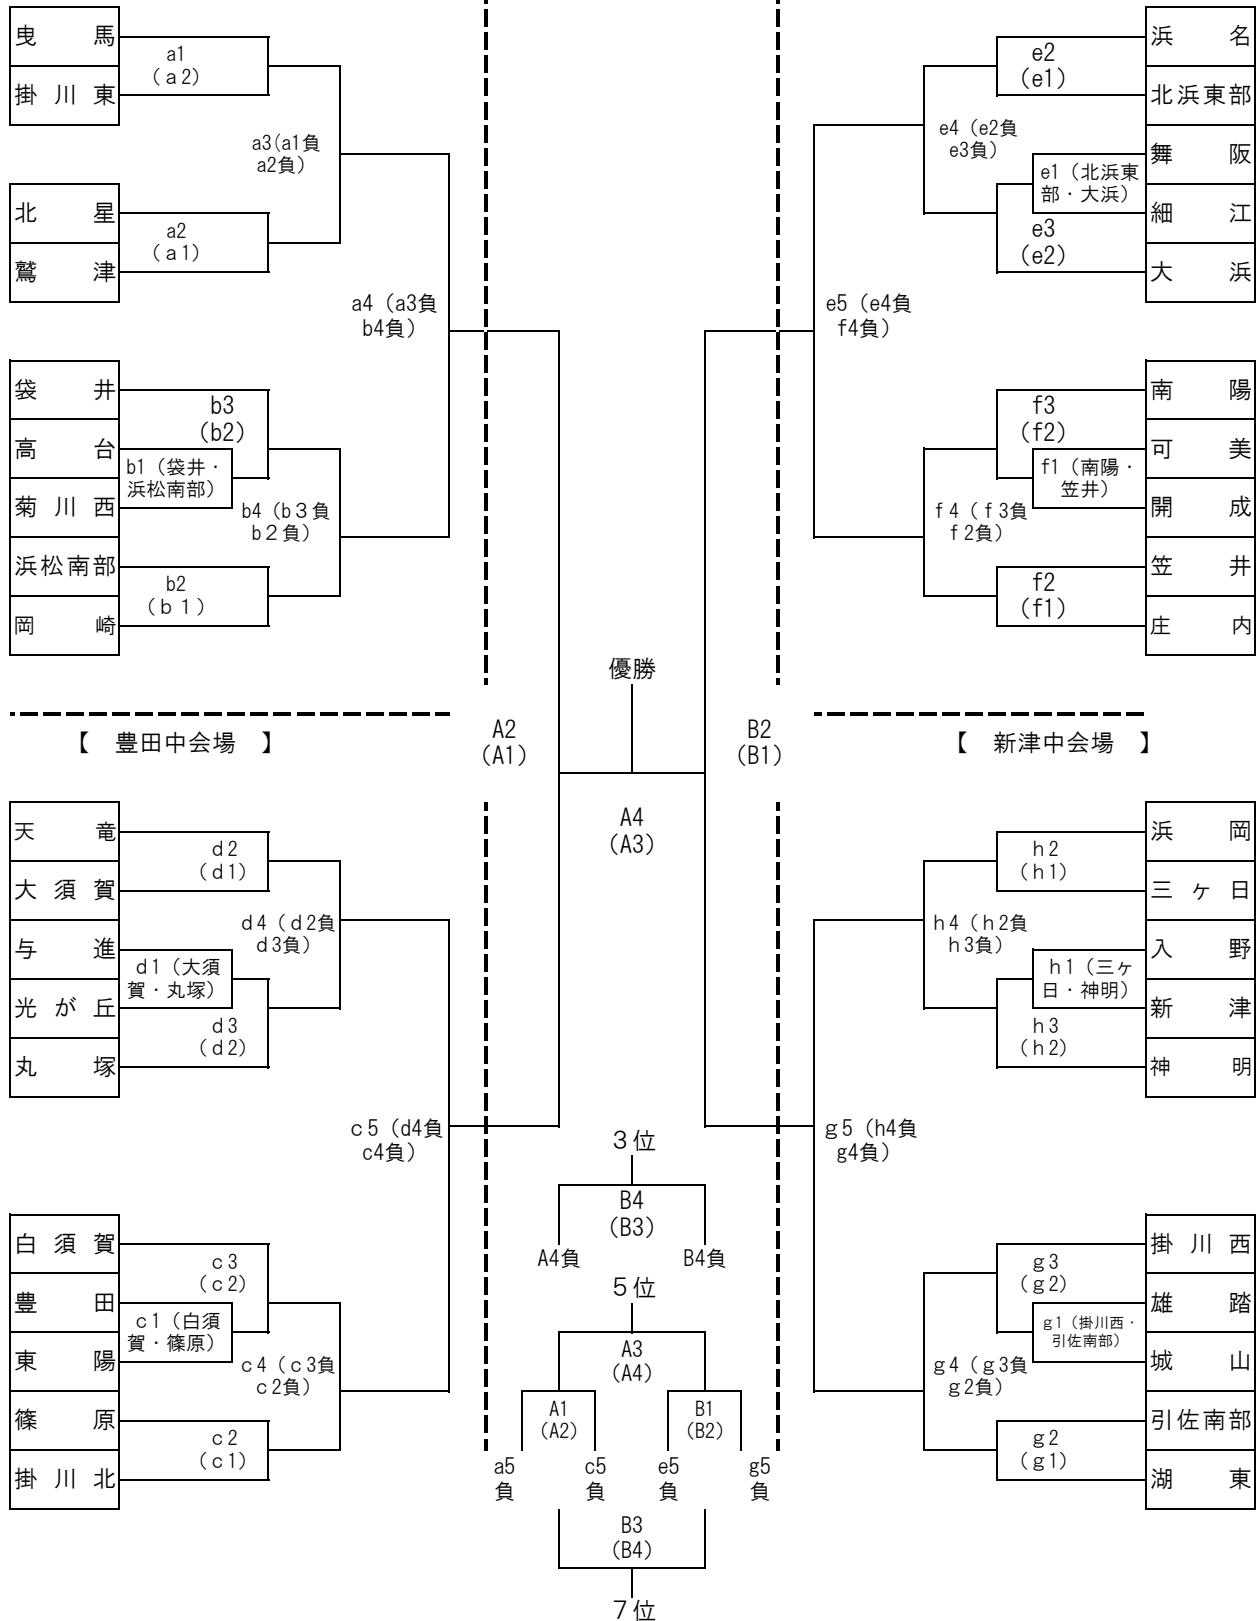 曳馬
a1
(a2)
掛川東
a3(a1負
a2負)
北星
a2
(a1)
鷲津
a4 (a3負
b4負)
袋井
b3
(b2)
高台
b1 (袋井・
浜松南部)
菊川西
b4 (b3負
b2負)
浜松南部
b2
(b1)
岡崎
【 豊田中会場 】
天竜
d2
(d1)
大須賀
d4 (d2負
d3負)
与進
d1 (大須
賀・丸塚)
光が丘
d3
(d2)
丸塚
c5 (d4負
c4負)
白須賀
c3
(c2)
豊田
c1 (白須
賀・篠原)
東陽
c4 (c3負
c2負)
篠原
c2
(c1)
掛川北
優勝
A2
(A1)
B2
(B1)
A4
(A3)
3位
B4
(B3)
A4負
B4負
5位
A3
(A4)
A1
(A2)
B1
(B2)
a5
負
c5
負
e5
負
g5
負
B3
(B4)
7位
浜名
e2
(e1)
北浜東部
e4 (e2負
e3負)
舞阪
e1 (北浜東
部・大浜)
細江
e3
(e2)
大浜
e5 (e4負
f4負)
南陽
f3
(f2)
可美
f1 (南陽・
笠井)
開成
f4 (f3負
f2負)
笠井
f2
(f1)
庄内
【 新津中会場 】
浜岡
h2
(h1)
三ヶ日
h4 (h2負
h3負)
入野
h1 (三ヶ
日・神明)
新津
h3
(h2)
神明
g5 (h4負
g4負)
掛川西
g3
(g2)
雄踏
g1 (掛川西・
引佐南部)
城山
g4 (g3負
g2負)
引佐南部
g2
(g1)
湖東